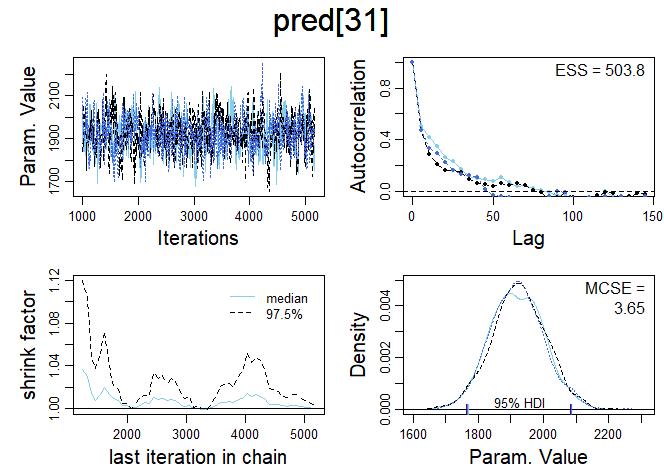 pred[31]
Param. Value
1700 1900 2100
1000 2000 3000 4000 5000
Iterations
Autocorrelation
0.0 0.4 0.8
ESS = 503.8
0 50 100 150
Lag
shrink factor
1.00 1.04 1.08 1.12
median
97.5%
2000 3000 4000 5000
last iteration in chain
Density
0.000 0.002 0.004
MCSE =
3.65
95% HDI
1600 1800 2000 2200
Param. Value